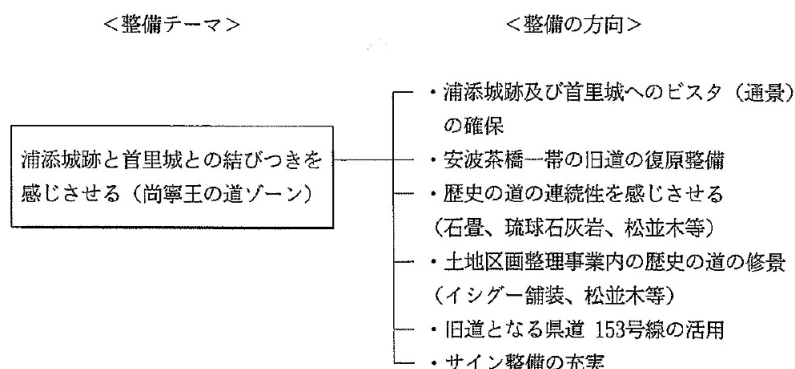 ＜整備テーマ＞
＜整備の方向＞
浦添城跡と首里城との結びつきを
感じさせる（尚寧王の道ゾーン）
・浦添城跡及び首里城へのビスタ（通景）
の確保
・安波茶橋一帯の旧道の復原整備
・歴史の道の連続性を感じさせる
（石畳、琉球石灰岩、松並木等）
・土地区画整理事業内の歴史の道の修景
（イシグー舗装、松並木等）
・旧道となる県道 153号線の活用
・サイン整備の充実